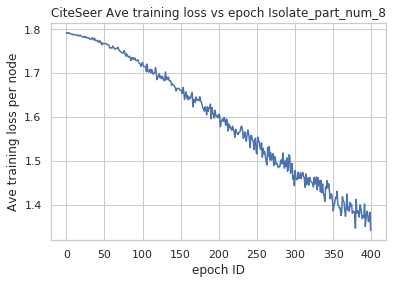 CiteSeer Ave training loss vs epoch Isolate_part_num_8
Ave training loss per node
1.8
1.7
1.6
1.5
1.4
0 50 100 150 200 250 300 350 400
epoch ID